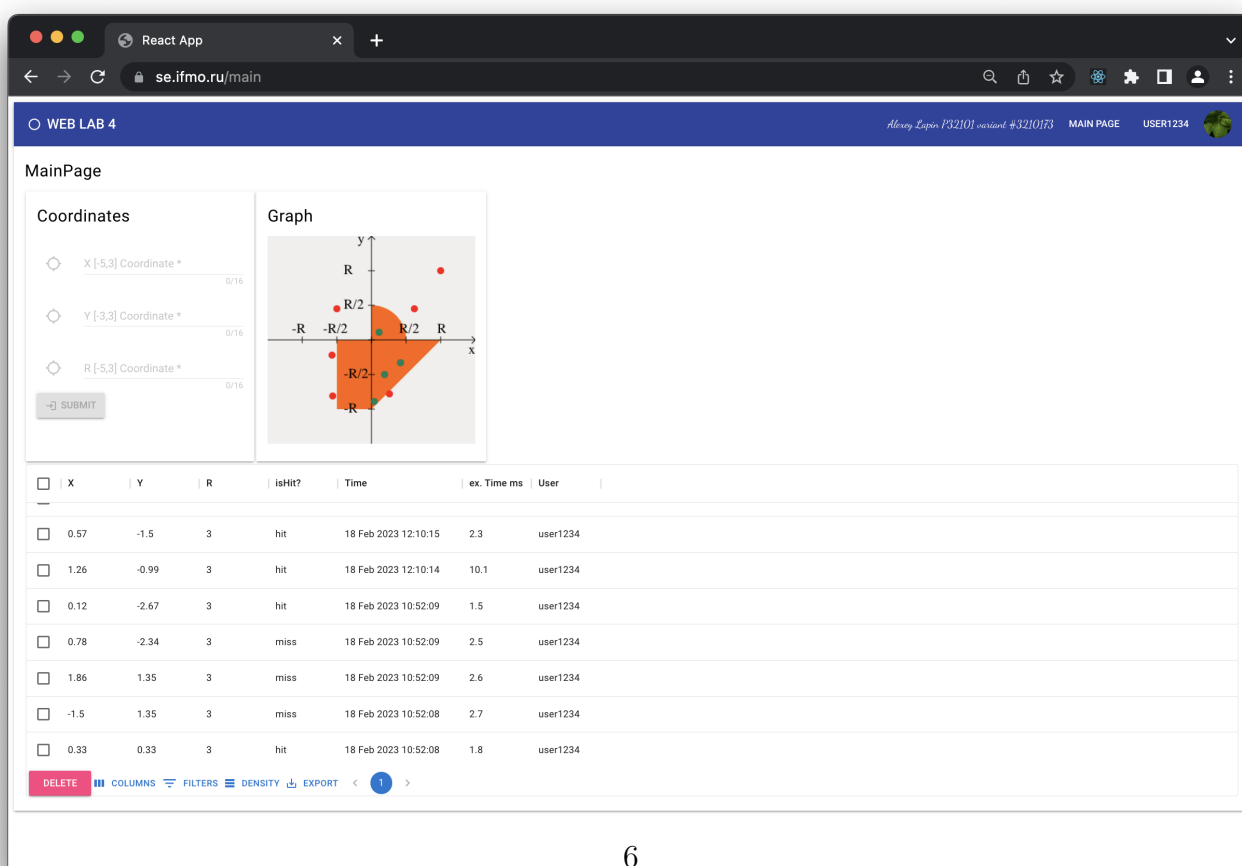 React App
se.ifmo.ru/main
WEB LAB 4
Alexey Lapin P32101 variant #3210173 MAIN PAGE USER1234
MainPage
Coordinates
X [-5,3] Coordinate *
0/16
Y [-3,3] Coordinate *
0/16
R [-5,3] Coordinate *
0/16
SUBMIT
Graph
y
R
R/2
-R -R/2 R/2 R
x
-R/2
-R
X Y R isHit? Time ex. Time ms User
0.57 -1.5 3 hit 18 Feb 2023 12:10:15 2.3 user1234
1.26 -0.99 3 hit 18 Feb 2023 12:10:14 10.1 user1234
0.12 -2.67 3 hit 18 Feb 2023 10:52:09 1.5 user1234
0.78 -2.34 3 miss 18 Feb 2023 10:52:09 2.5 user1234
1.86 1.35 3 miss 18 Feb 2023 10:52:09 2.6 user1234
-1.5 1.35 3 miss 18 Feb 2023 10:52:08 2.7 user1234
0.33 0.33 3 hit 18 Feb 2023 10:52:08 1.8 user1234
DELETE COLUMNS FILTERS DENSITY EXPORT < 1 >
6